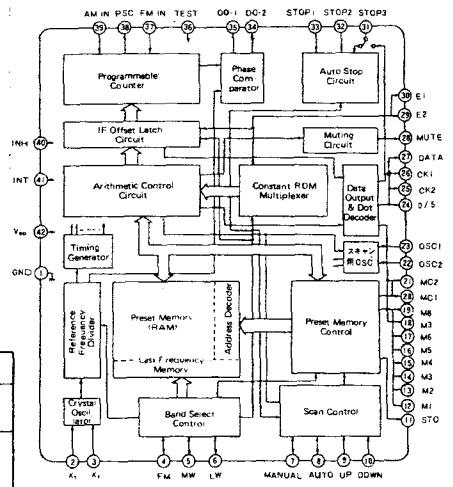 AM IN PSC FM IN TEST DO-1 DO-2 STOP1 STOP2 STOP3
39 38 37 36 35 34 33 32 31
Programmable
Counter
Phase
Com-
parator
Auto Stop
Circuit
IF Offset Latch
Circuit
Muting
Circuit
Arithmetic Control
Circuit
Constant ROM
Multiplexer
Data
Output
& Dot
Decoder
Timing
Generator
スキャン
用OSC
Reference
Frequency
Divider
Preset Memory
(RAM)
Address Decoder
Last Frequency
Memory
Preset Memory
Control
Crystal
Oscil
lator
Band Select
Control
Scan Control
INH 40
INT 41
VDD 42
GND 1
30 E1
29 E2
28 MUTE
27 DATA
26 CK1
25 CK2
24 D/S
23 OSC1
22 OSC2
21 MC2
20 MC1
19 M8
18
17 M6
16 M5
15 M4
14 M3
13 M2
12 M1
11 STO
2 3 4 5 6 7 8 9 10
FM MW LW MANUAL AUTO UP DOWN